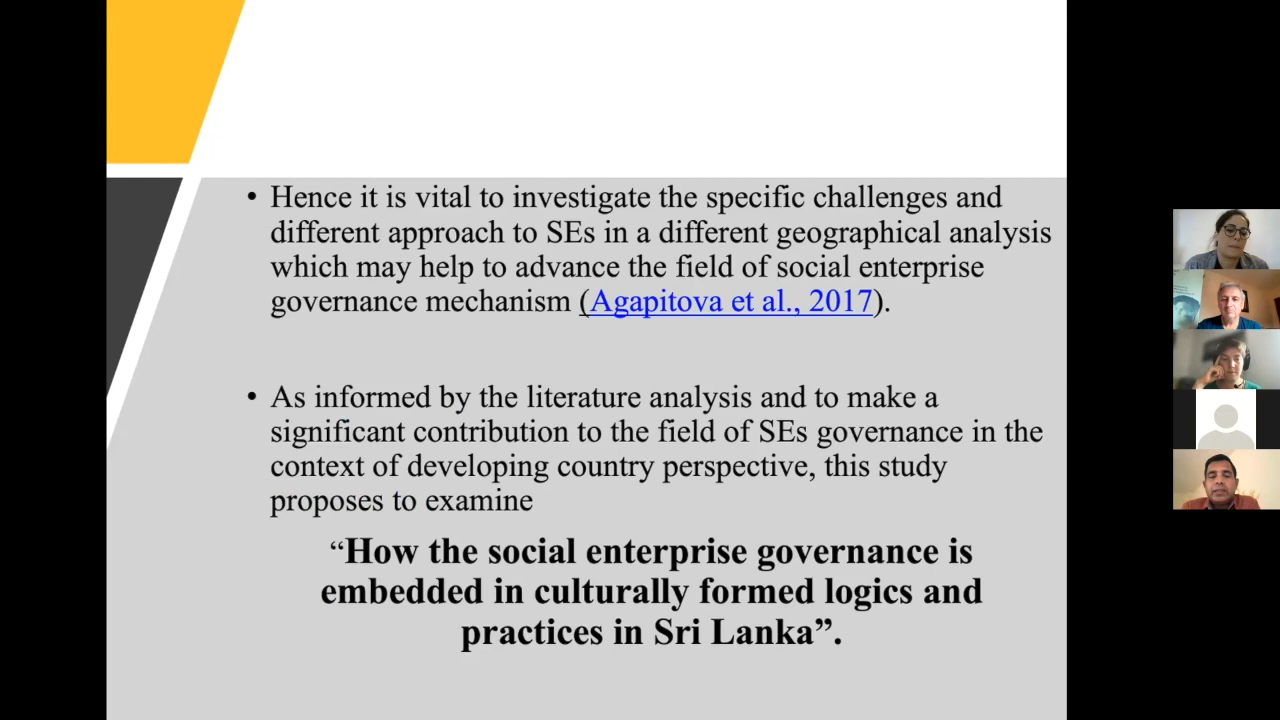 • Hence it is vital to investigate the specific challenges and
different approach to SEs in a different geographical analysis
which may help to advance the field of social enterprise
governance mechanism (Agapitova et al., 2017).
• As informed by the literature analysis and to make a
significant contribution to the field of SEs governance in the
context of developing country perspective, this study
proposes to examine
“How the social enterprise governance is
embedded in culturally formed logics and
practices in Sri Lanka”.